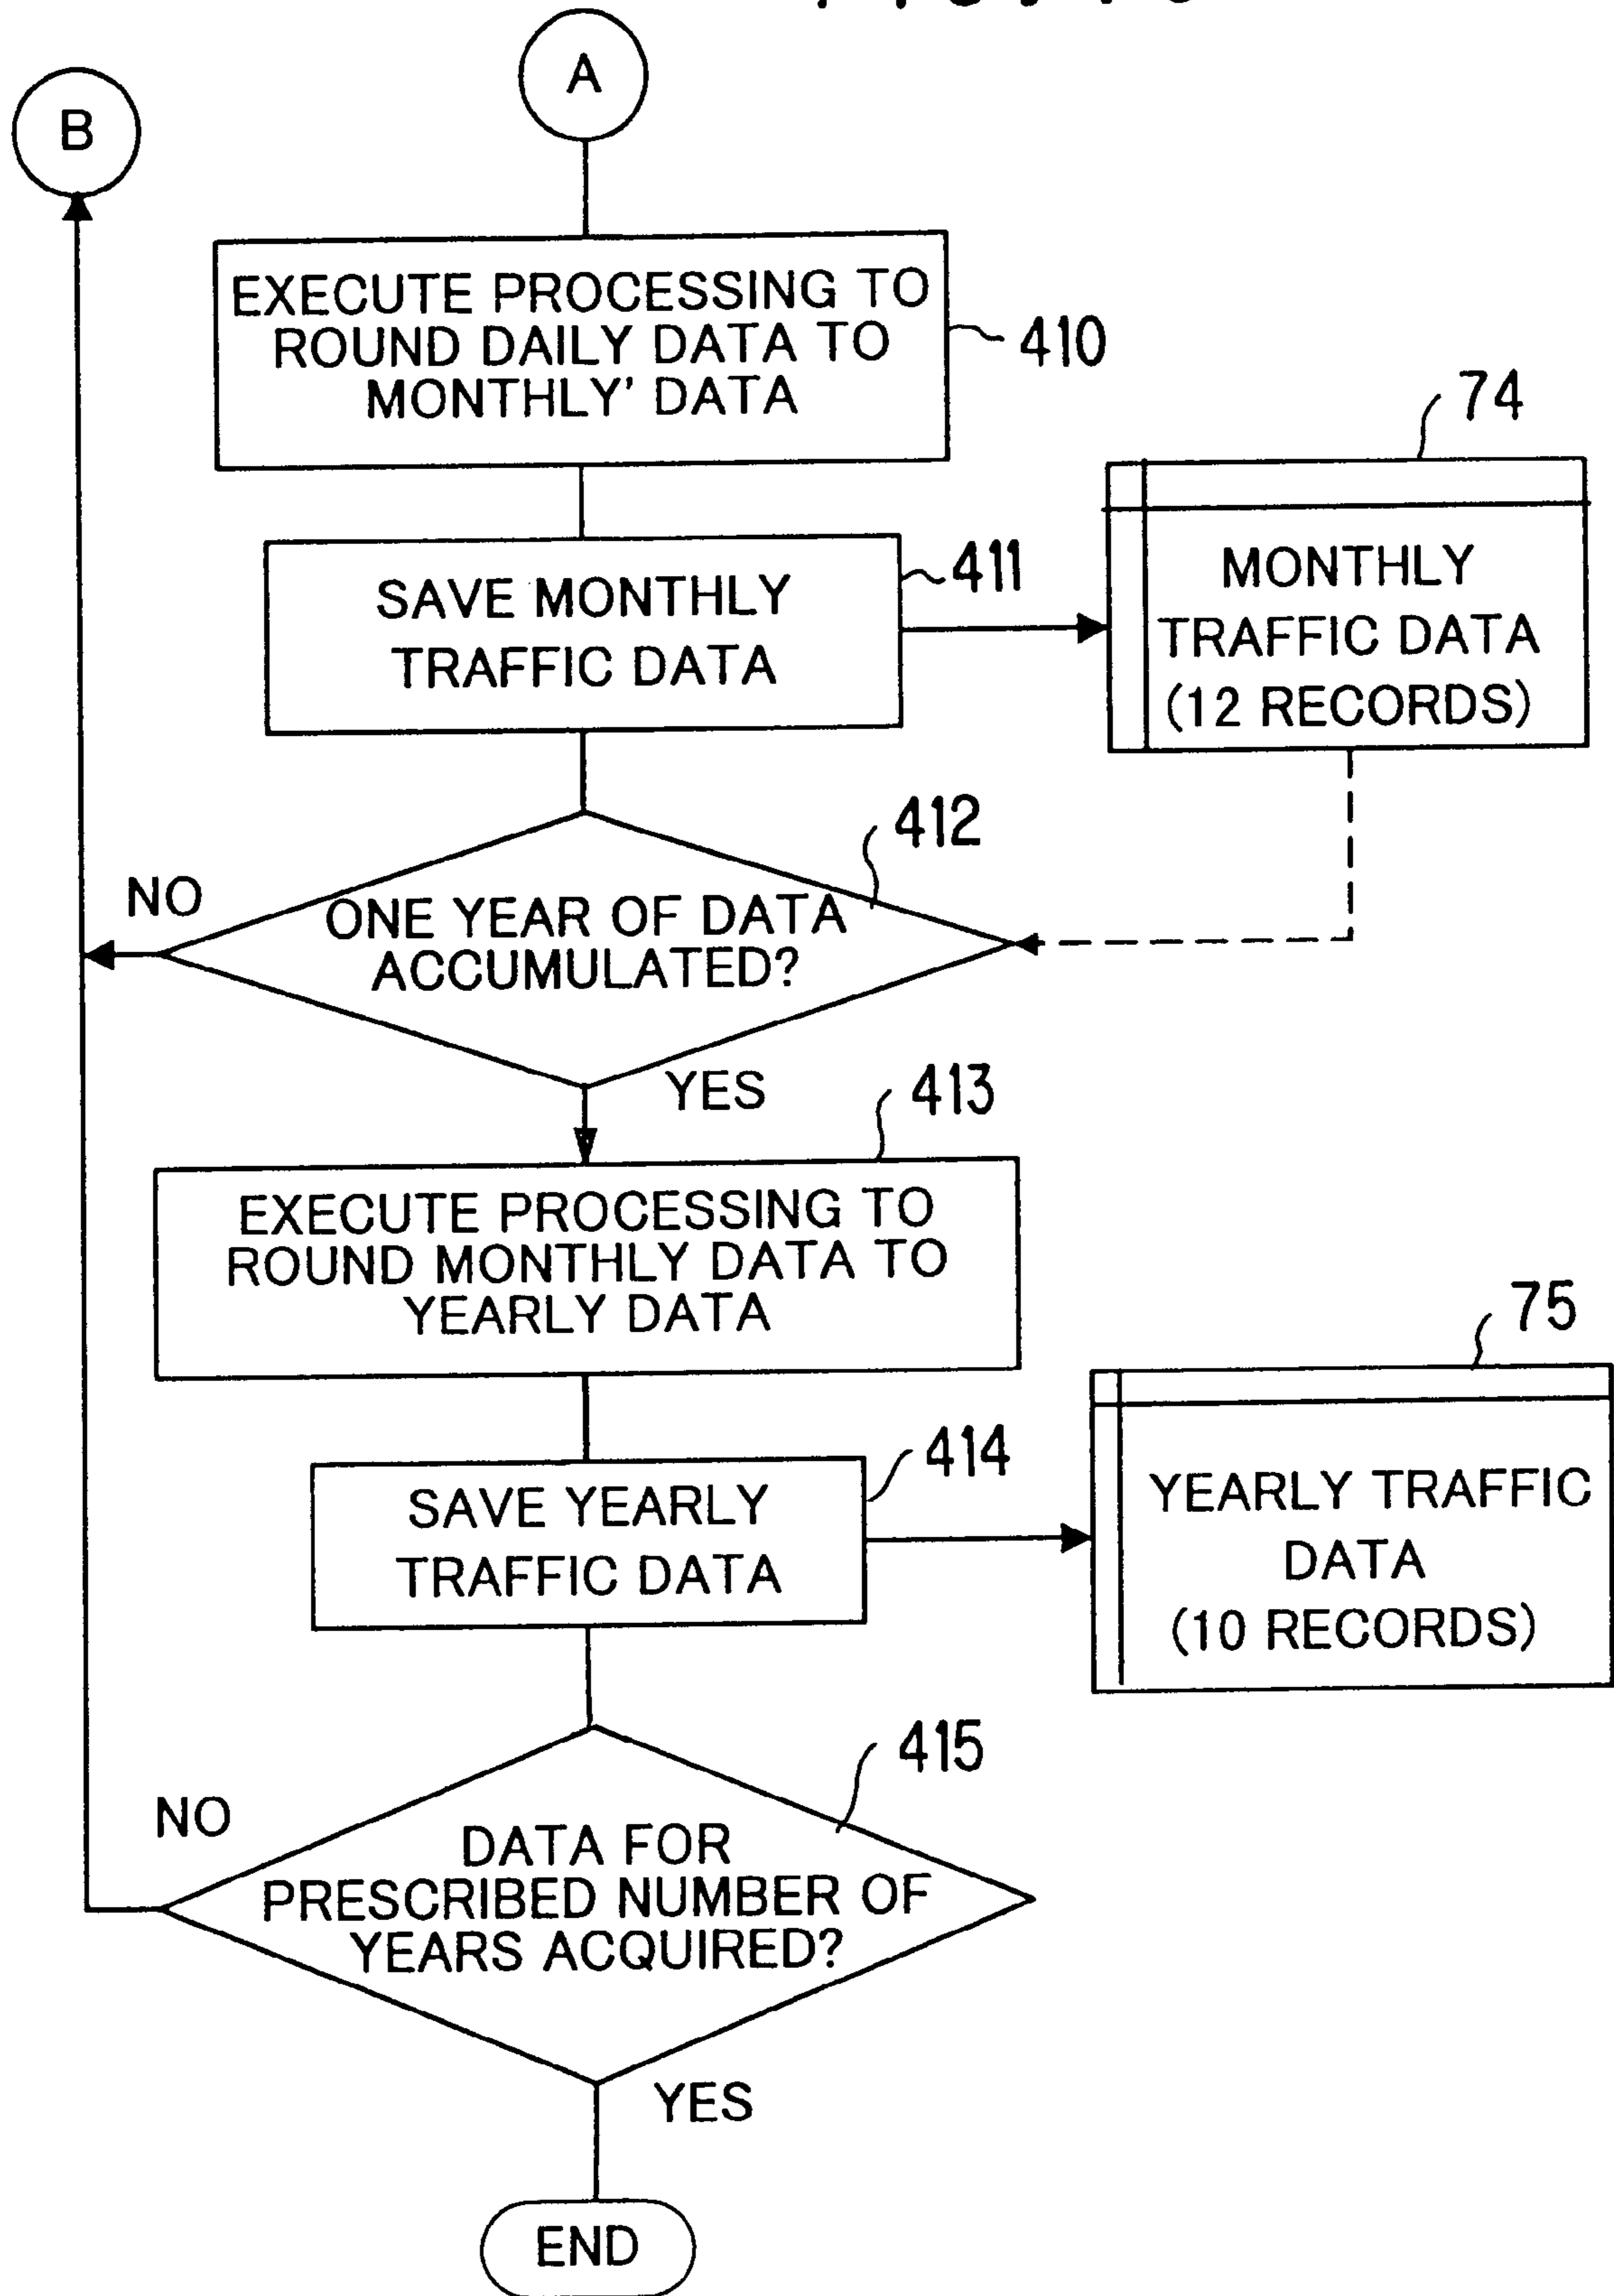 A
B
EXECUTE PROCESSING TO
ROUND DAILY DATA TO
MONTHLY' DATA
410
74
SAVE MONTHLY
TRAFFIC DATA
411
MONTHLY
TRAFFIC DATA
(12 RECORDS)
412
NO
ONE YEAR OF DATA
ACCUMULATED?
YES
413
EXECUTE PROCESSING TO
ROUND MONTHLY DATA TO
YEARLY DATA
75
414
SAVE YEARLY
TRAFFIC DATA
YEARLY TRAFFIC
DATA
(10 RECORDS)
415
NO
DATA FOR
PRESCRIBED NUMBER OF
YEARS ACQUIRED?
YES
END